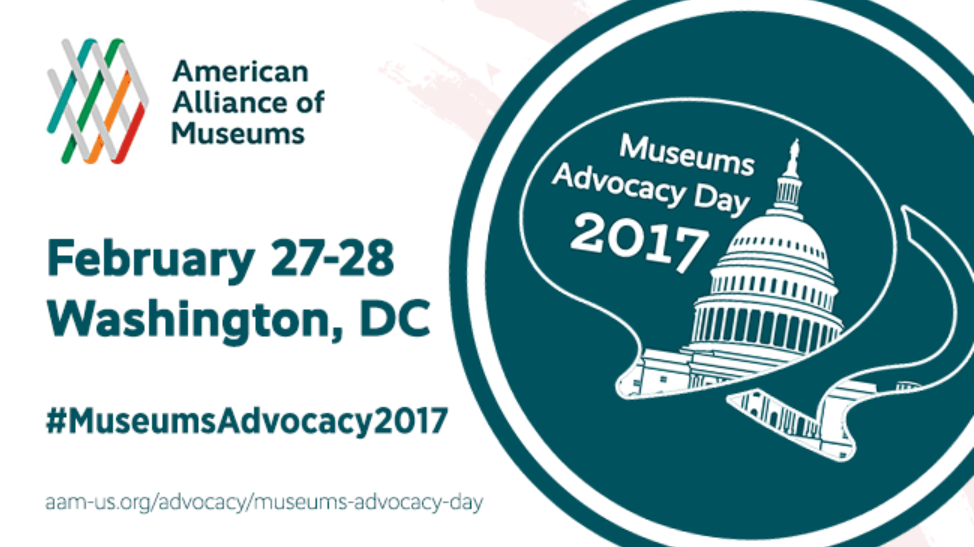 American
Alliance of
Museums
February 27-28
Washington, DC
#MuseumsAdvocacy2017
aam-us.org/advocacy/museums-advocacy-day
Museums
Advocacy Day
2017